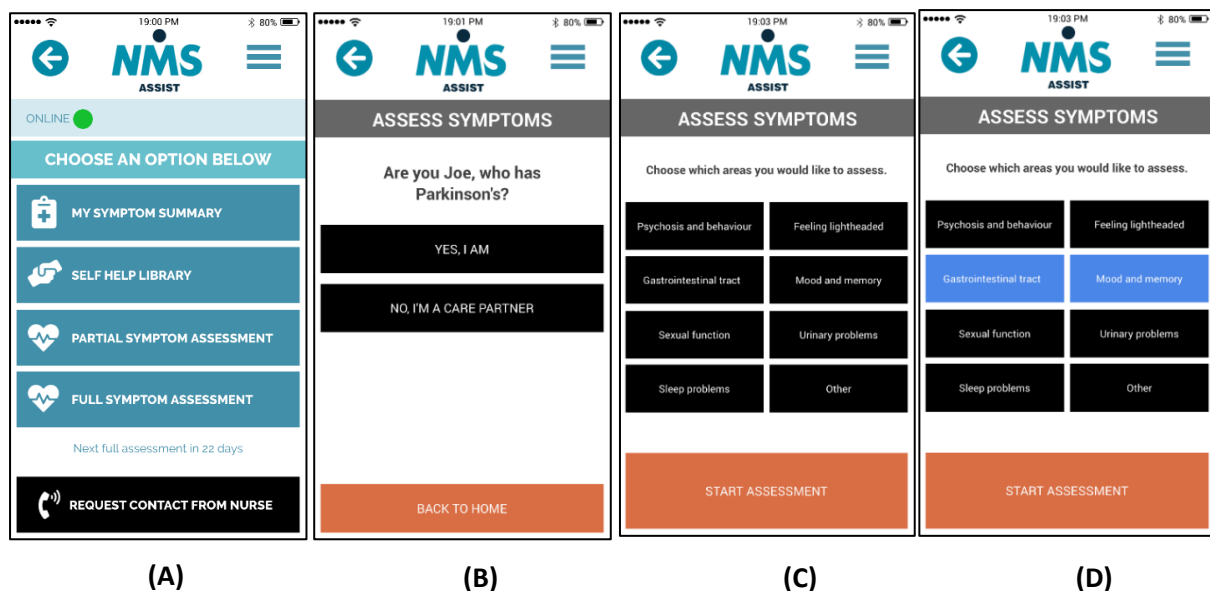 19:00 PM
80%
NMS
ASSIST
ONLINE
CHOOSE AN OPTION BELOW
MY SYMPTOM SUMMARY
SELF HELP LIBRARY
PARTIAL SYMPTOM ASSESSMENT
FULL SYMPTOM ASSESSMENT
Next full assessment in 22 days
REQUEST CONTACT FROM NURSE
(A)
19:01 PM
80%
NMS
ASSIST
ASSESS SYMPTOMS
Are you Joe, who has
Parkinson's?
YES, I AM
NO, I'M A CARE PARTNER
BACK TO HOME
(B)
19:03 PM
80%
NMS
ASSIST
ASSESS SYMPTOMS
Choose which areas you would like to assess.
Psychosis and behaviour Feeling lightheaded
Gastrointestinal tract Mood and memory
Sexual function Urinary problems
Sleep problems Other
START ASSESSMENT
(C)
19:03 PM
80%
NMS
ASSIST
ASSESS SYMPTOMS
Choose which areas you would like to assess.
Psychosis and behaviour Feeling lightheaded
Gastrointestinal tract Mood and memory
Sexual function Urinary problems
Sleep problems Other
START ASSESSMENT
(D)